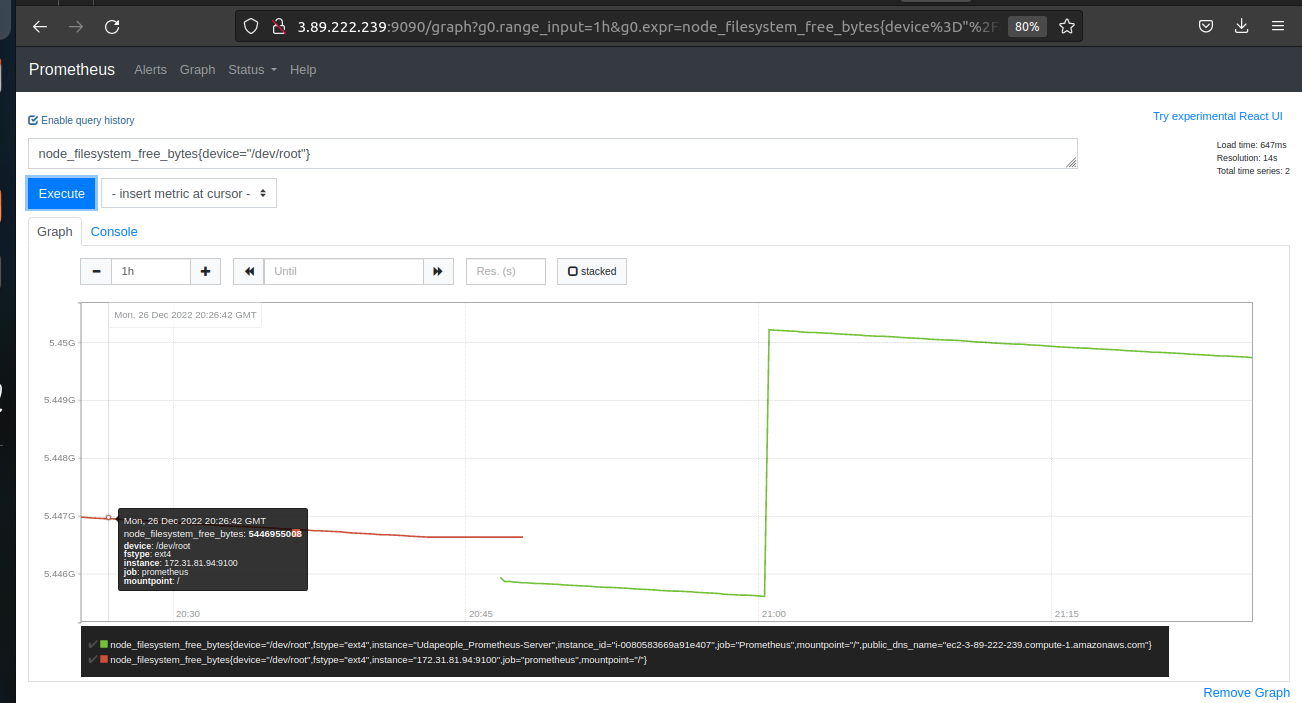 3.89.222.239:9090/graph?g0.range_input=1h&g0.expr=node_filesystem_free_bytes{device%3D"%2F
80%
Prometheus Alerts Graph Status Help
Enable query history
Try experimental React UI
node_filesystem_free_bytes{device="/dev/root"}
Load time: 647ms
Resolution: 14s
Total time series: 2
Execute - insert metric at cursor -
Graph Console
1h Until Res. (s) stacked
Mon, 26 Dec 2022 20:26:42 GMT
5.45G
5.449G
5.448G
5.447G
5.446G
Mon, 26 Dec 2022 20:26:42 GMT
node_filesystem_free_bytes: 5446955008
device: /dev/root
fstype: ext4
instance: 172.31.81.94:9100
job: prometheus
mountpoint: /
20:30 20:45 21:00 21:15
node_filesystem_free_bytes{device="/dev/root",fstype="ext4",instance="Udapeople_Prometheus-Server",instance_id="i-0080583669a91e407",job="Prometheus",mountpoint="/",public_dns_name="ec2-3-89-222-239.compute-1.amazonaws.com"}
node_filesystem_free_bytes{device="/dev/root",fstype="ext4",instance="172.31.81.94:9100",job="prometheus",mountpoint="/"}
Remove Graph